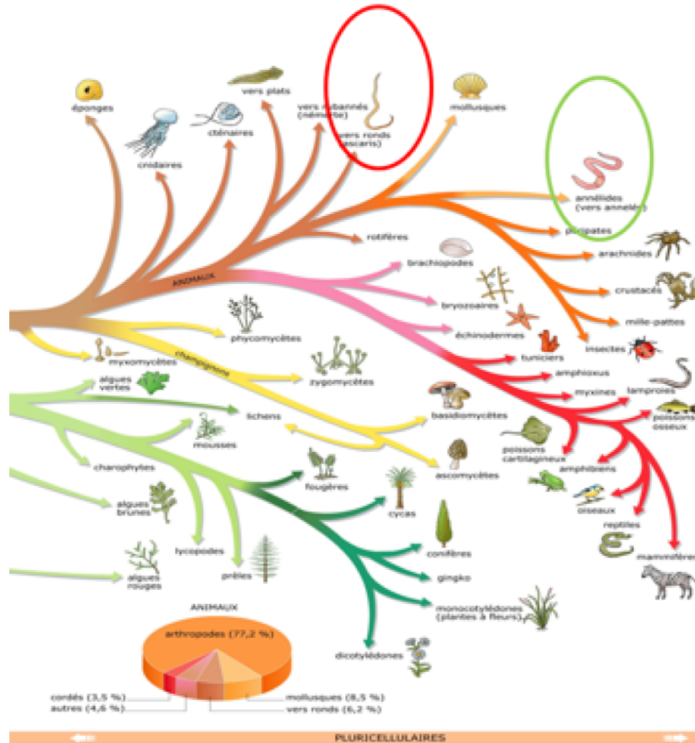 vers plats
éponges
cténaires
vers rubannés
(némerte)
mollusques
vers ronds
(ascaris)
cnidaires
annélides
(vers annelés)
péripates
rotifères
arachnides
brachiopodes
ANIMAUX
crustacés
bryozoaires
mille-pattes
phycomycètes
échinodermes
insectes
tuniciers
champignons
myxomycètes
amphioxus
algues
vertes
zygomycètes
myxines
lamproies
lichens
basidiomycètes
poissons
osseux
mousses
poissons
cartilagineux
charophytes
ascomycètes
amphibiens
fougères
algues
brunes
cycas
oiseaux
reptiles
lycopodes
conifères
mammifères
algues
rouges
prêles
gingko
monocotylédones
(plantes à fleurs)
ANIMAUX
arthropodes (77,2 %)
dicotylédones
cordés (3,5 %)
mollusques (8,5 %)
autres (4,6 %)
vers ronds (6,2 %)
PLURICELLULAIRES